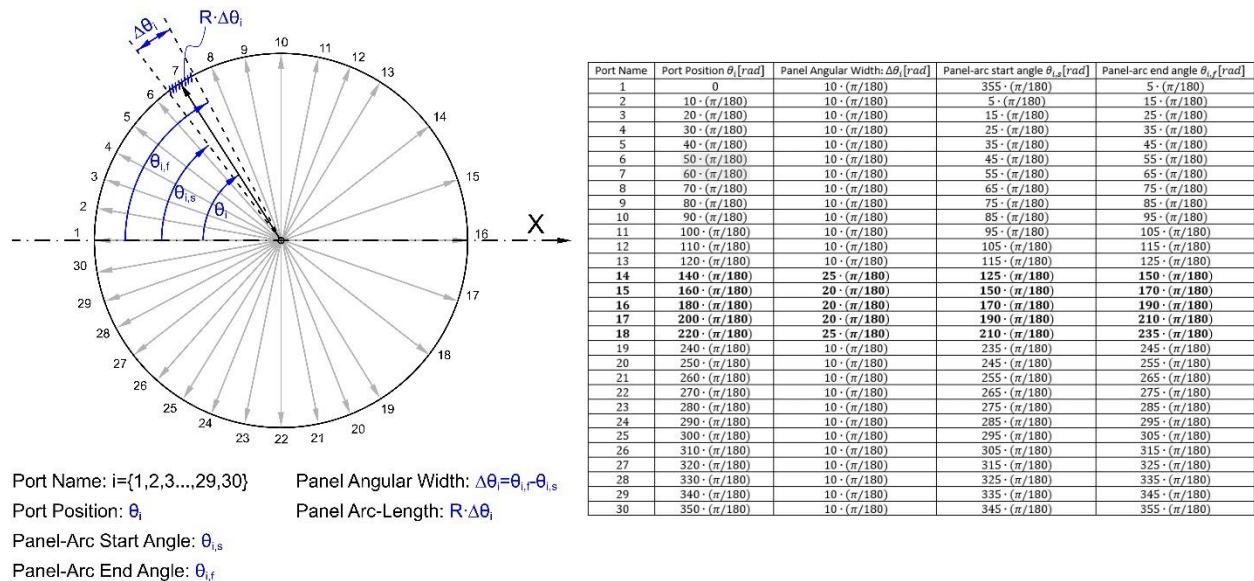 Δθi
R·Δθi
10
11
9
12
8
13
7
6
14
5
4
15
3
2
θi,f
θi,s
θi
X
1
16
30
29
17
28
27
18
26
25
19
24
20
23
21
22
Port Name: i={1,2,3...,29,30}
Panel Angular Width: Δθi=θi,f-θi,s
Port Position: θi
Panel Arc-Length: R·Δθi
Panel-Arc Start Angle: θi,s
Panel-Arc End Angle: θi,f
Port Name Port Position θi[rad] Panel Angular Width: Δθi[rad] Panel-arc start angle θi,s[rad] Panel-arc end angle θi,f[rad]
1 0 10·(π/180) 355·(π/180) 5·(π/180)
2 10·(π/180) 10·(π/180) 5·(π/180) 15·(π/180)
3 20·(π/180) 10·(π/180) 15·(π/180) 25·(π/180)
4 30·(π/180) 10·(π/180) 25·(π/180) 35·(π/180)
5 40·(π/180) 10·(π/180) 35·(π/180) 45·(π/180)
6 50·(π/180) 10·(π/180) 45·(π/180) 55·(π/180)
7 60·(π/180) 10·(π/180) 55·(π/180) 65·(π/180)
8 70·(π/180) 10·(π/180) 65·(π/180) 75·(π/180)
9 80·(π/180) 10·(π/180) 75·(π/180) 85·(π/180)
10 90·(π/180) 10·(π/180) 85·(π/180) 95·(π/180)
11 100·(π/180) 10·(π/180) 95·(π/180) 105·(π/180)
12 110·(π/180) 10·(π/180) 105·(π/180) 115·(π/180)
13 120·(π/180) 10·(π/180) 115·(π/180) 125·(π/180)
14 140·(π/180) 25·(π/180) 125·(π/180) 150·(π/180)
15 160·(π/180) 20·(π/180) 150·(π/180) 170·(π/180)
16 180·(π/180) 20·(π/180) 170·(π/180) 190·(π/180)
17 200·(π/180) 20·(π/180) 190·(π/180) 210·(π/180)
18 220·(π/180) 25·(π/180) 210·(π/180) 235·(π/180)
19 240·(π/180) 10·(π/180) 235·(π/180) 245·(π/180)
20 250·(π/180) 10·(π/180) 245·(π/180) 255·(π/180)
21 260·(π/180) 10·(π/180) 255·(π/180) 265·(π/180)
22 270·(π/180) 10·(π/180) 265·(π/180) 275·(π/180)
23 280·(π/180) 10·(π/180) 275·(π/180) 285·(π/180)
24 290·(π/180) 10·(π/180) 285·(π/180) 295·(π/180)
25 300·(π/180) 10·(π/180) 295·(π/180) 305·(π/180)
26 310·(π/180) 10·(π/180) 305·(π/180) 315·(π/180)
27 320·(π/180) 10·(π/180) 315·(π/180) 325·(π/180)
28 330·(π/180) 10·(π/180) 325·(π/180) 335·(π/180)
29 340·(π/180) 10·(π/180) 335·(π/180) 345·(π/180)
30 350·(π/180) 10·(π/180) 345·(π/180) 355·(π/180)